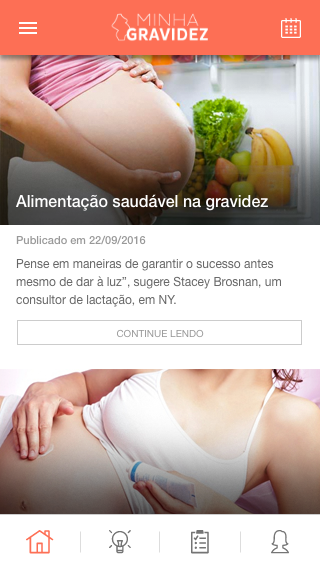 MINHA
GRAVIDEZ
Alimentação saudável na gravidez
Publicado em 22/09/2016
Pense em maneiras de garantir o sucesso antes
mesmo de dar à luz”, sugere Stacey Brosnan, um
consultor de lactação, em NY.
CONTINUE LENDO